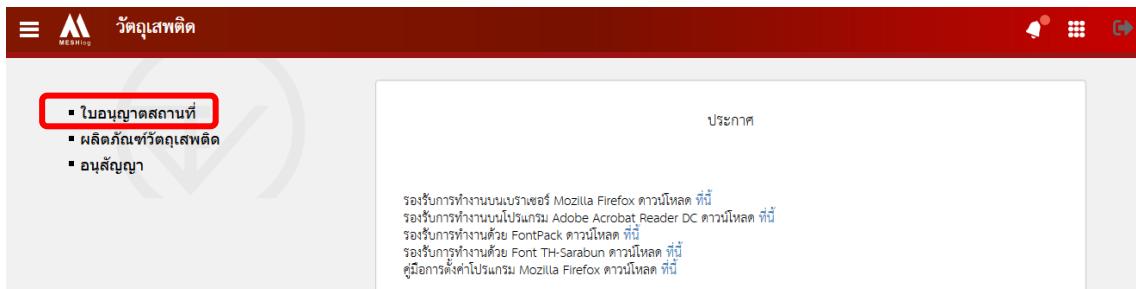 MESHlog
วัตถุเสพติด
▪ ใบอนุญาตสถานที่
▪ ผลิตภัณฑ์วัตถุเสพติด
▪ อนุสัญญา
ประกาศ
รองรับการทำงานบนเบราเซอร์ Mozilla Firefox ดาวน์โหลด ที่นี้
รองรับการทำงานบนโปรแกรม Adobe Acrobat Reader DC ดาวน์โหลด ที่นี้
รองรับการทำงานด้วย FontPack ดาวน์โหลด ที่นี้
รองรับการทำงานด้วย Font TH-Sarabun ดาวน์โหลด ที่นี้
คู่มือการตั้งค่าโปรแกรม Mozilla Firefox ดาวน์โหลด ที่นี้